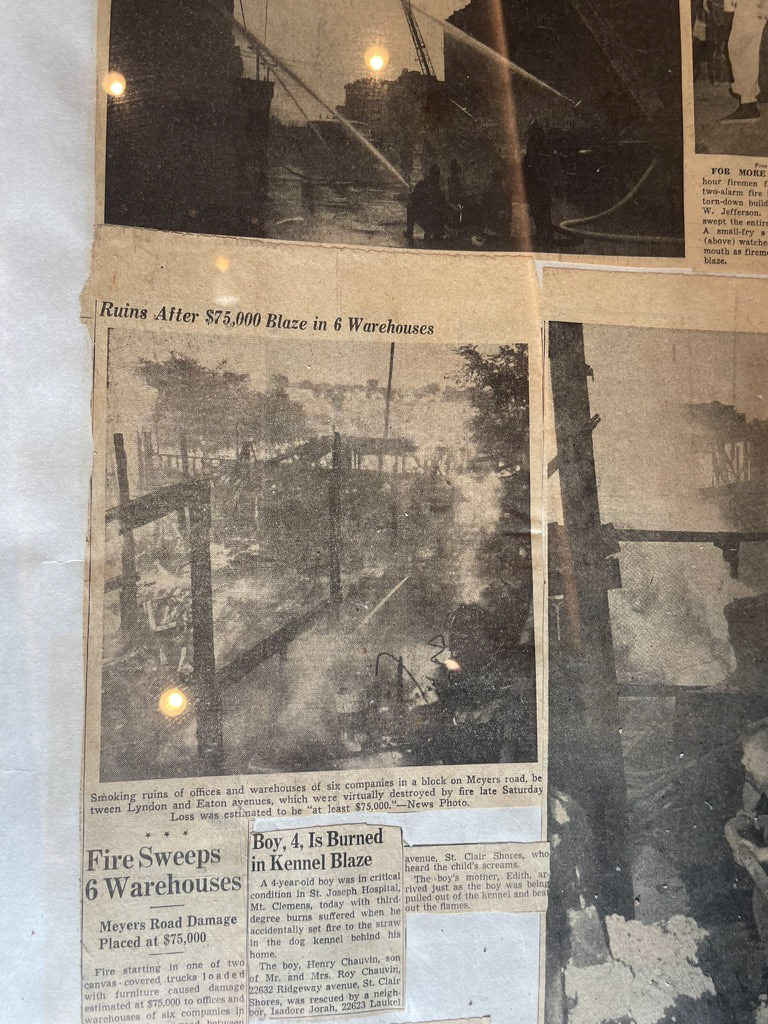 Free
FOR MORE
hour firemen f
two-alarm fire
torn-down build
W. Jefferson.
swept the entire
A small-fry s
(above) watche
mouth as firem
blaze.
Ruins After $75,000 Blaze in 6 Warehouses
Smoking ruins of offices and warehouses of six companies in a block on Meyers road, be
tween Lyndon and Eaton avenues, which were virtually destroyed by fire late Saturday
Loss was estimated to be "at least $75,000."—News Photo.
★ ★ ★
Fire Sweeps
6 Warehouses
Meyers Road Damage
Placed at $75,000
Fire starting in one of two
canvas-covered trucks loaded
with furniture caused damage
estimated at $75,000 to offices and
warehouses of six companies in
between
Boy, 4, Is Burned
in Kennel Blaze
A 4-year-old boy was in critical
condition in St. Joseph Hospital,
Mt. Clemens, today with third-
degree burns suffered when he
accidentally set fire to the straw
in the dog kennel behind his
home.
The boy, Henry Chauvin, son
of Mr. and Mrs. Roy Chauvin,
22632 Ridgeway avenue, St. Clair
Shores, was rescued by a neigh-
bor, Isadore Jorah, 22623 Laukel
avenue, St. Clair Shores, who
heard the child's screams.
The boy's mother, Edith, ar-
rived just as the boy was being
pulled out of the kennel and beat
out the flames.